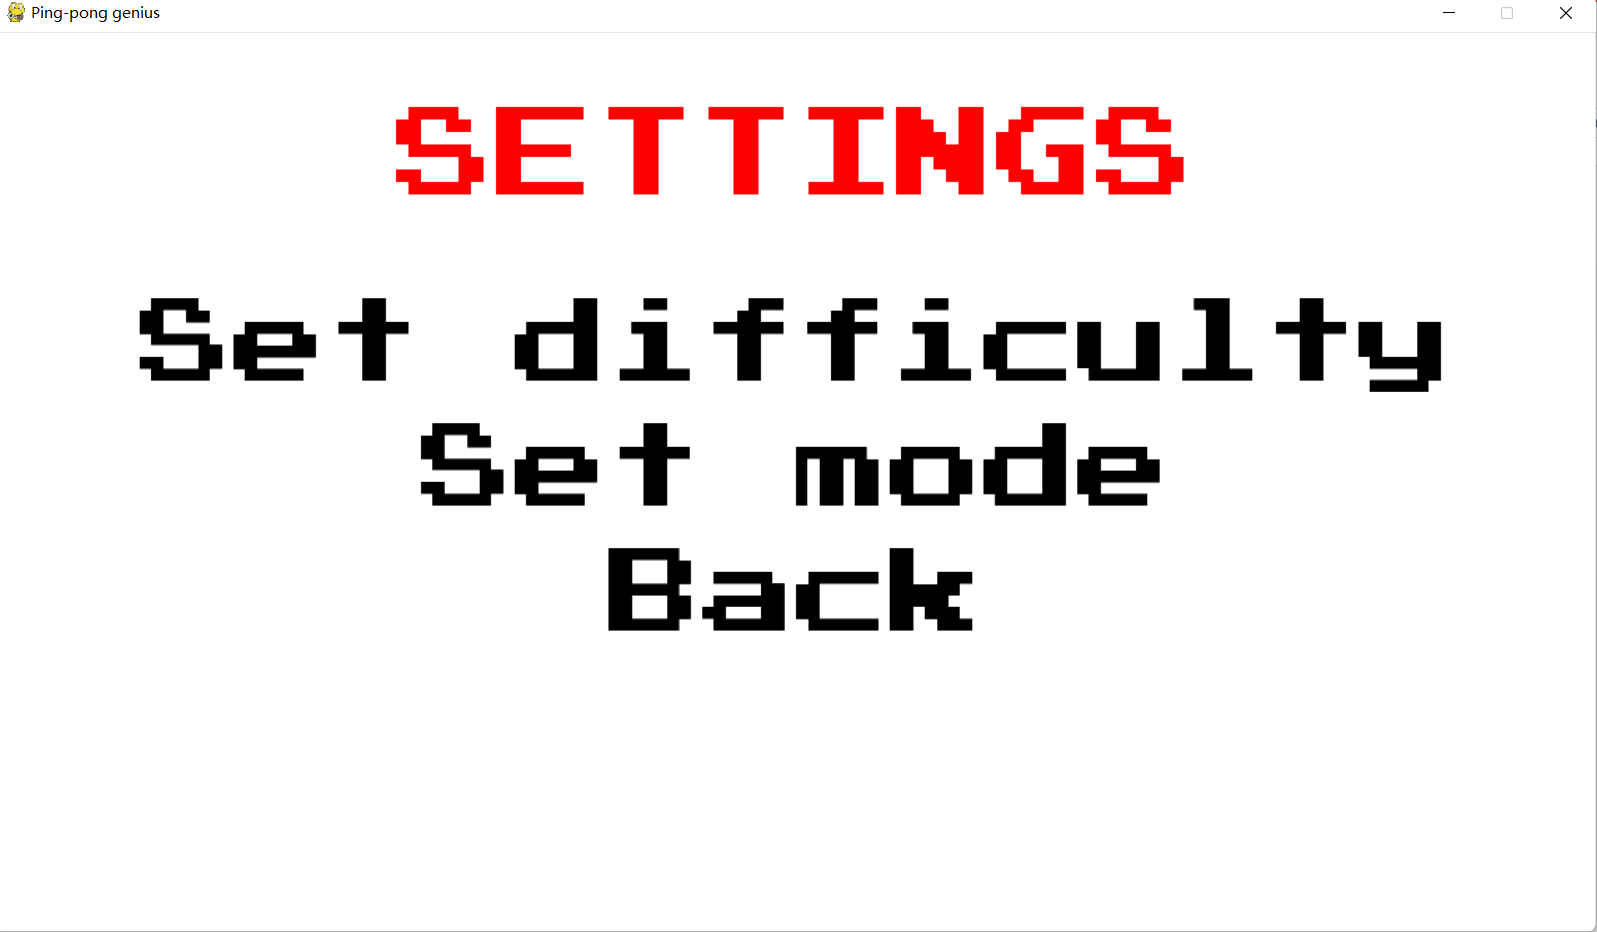 Ping-pong genius
SETTINGS
Set difficulty
Set mode
Back